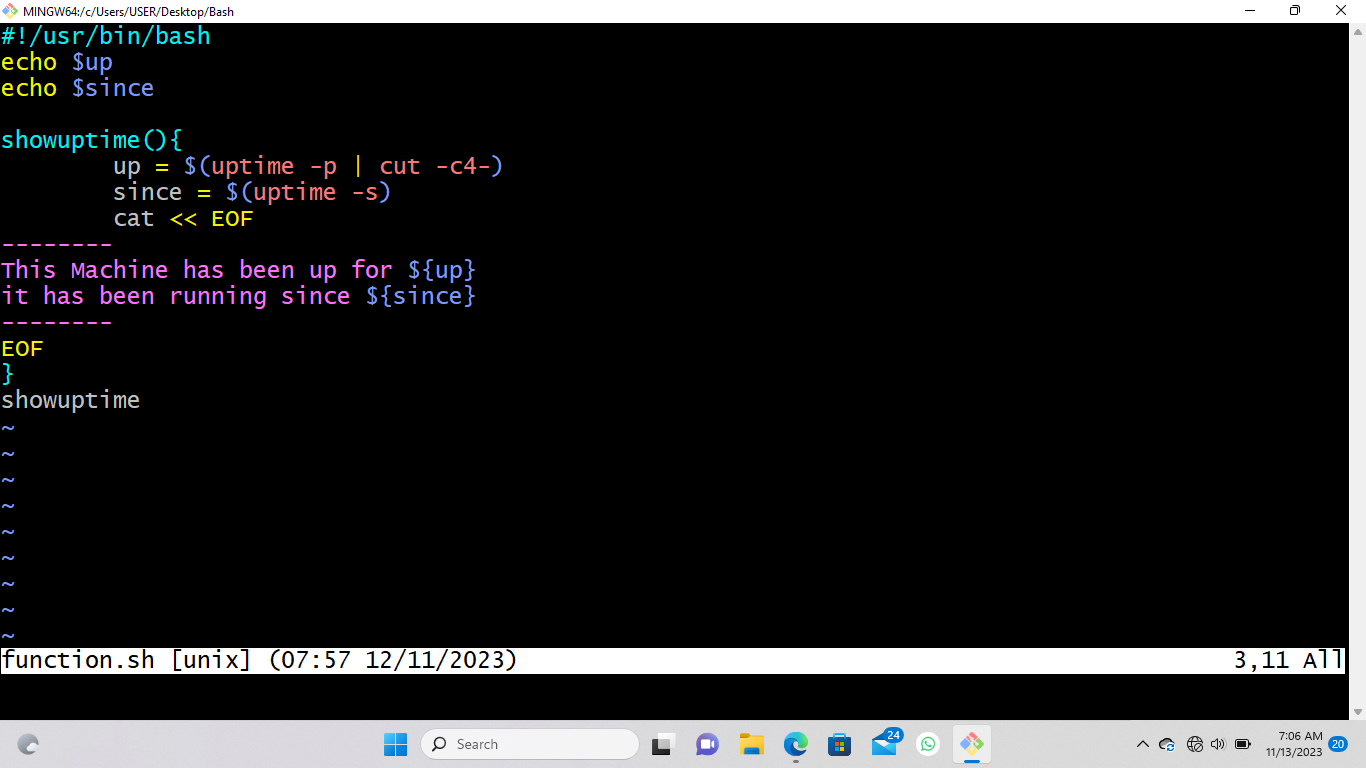 MINGW64:/c/Users/USER/Desktop/Bash
#!/usr/bin/bash
echo $up
echo $since
showuptime(){
up = $(uptime -p | cut -c4-)
since = $(uptime -s)
cat << EOF
--------
This Machine has been up for ${up}
it has been running since ${since}
--------
EOF
}
showuptime
~
~
~
~
~
~
~
~
~
function.sh [unix] (07:57 12/11/2023) 3,11 All
Search
24
7:06 AM
11/13/2023
20